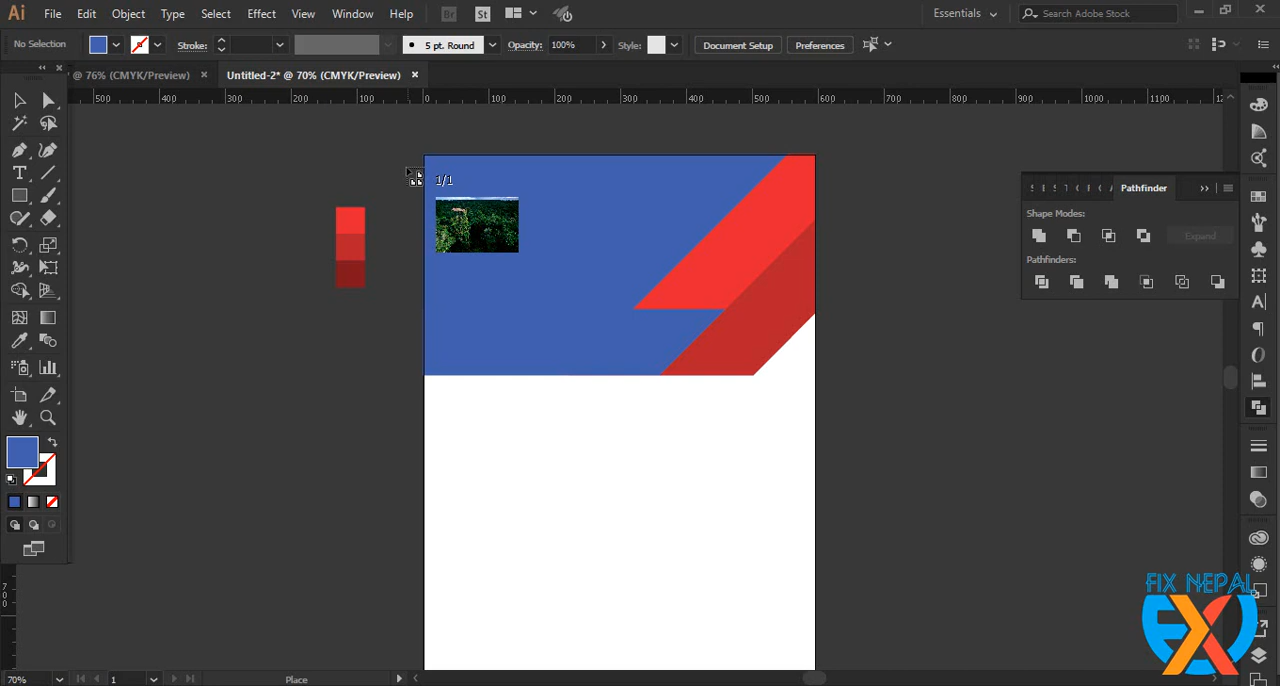 Ai File Edit Object Type Select Effect View Window Help Br St Essentials Search Adobe Stock
No Selection Stroke: 5 pt. Round Opacity: 100% Style: Document Setup Preferences
@ 76% (CMYK/Preview) × Untitled-2* @ 70% (CMYK/Preview) ×
500 400 300 200 100 0 100 200 300 400 500 600 700 800 900 1000 1100
1/1
Pathfinder
Shape Modes:
Expand
Pathfinders:
FIX NEPAL
EX
70% 1 Place